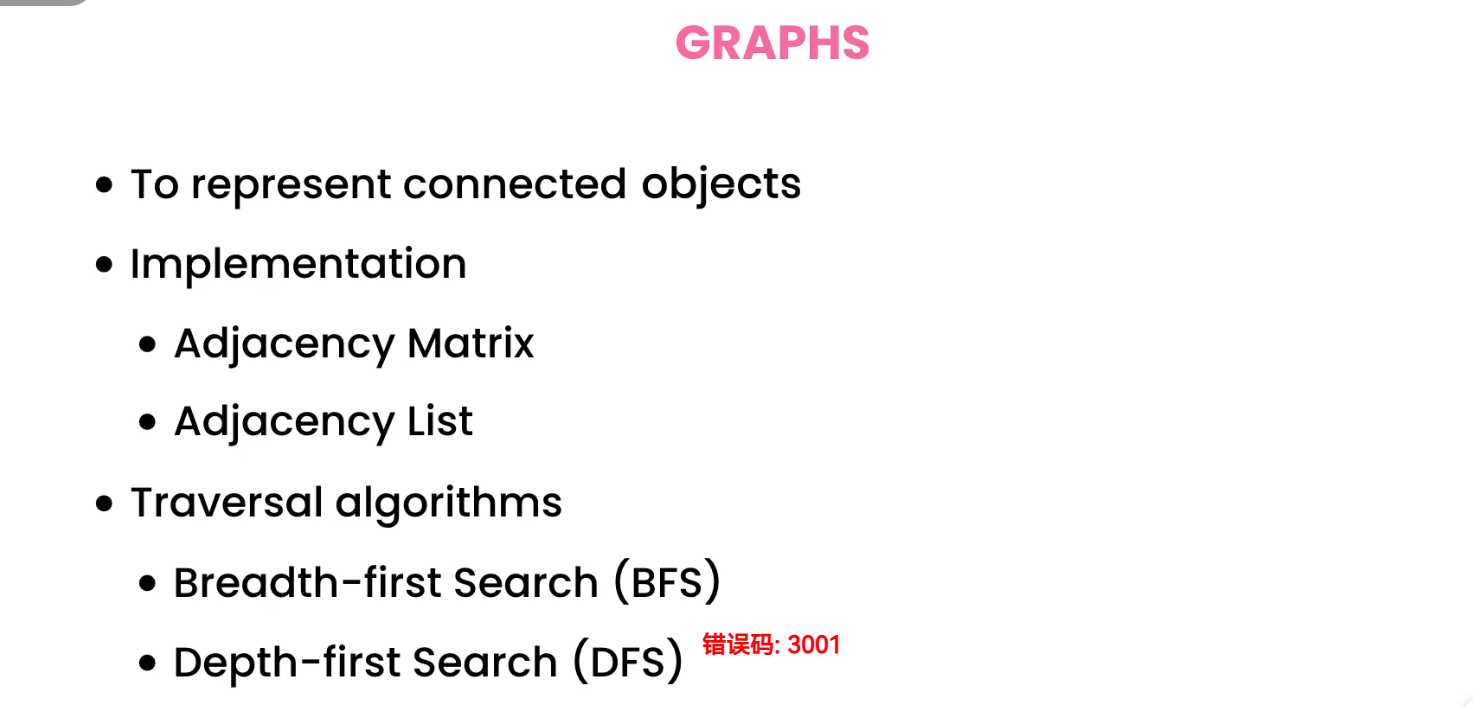 GRAPHS
• To represent connected objects
• Implementation
• Adjacency Matrix
• Adjacency List
• Traversal algorithms
• Breadth-first Search (BFS)
• Depth-first Search (DFS)
错误码: 3001